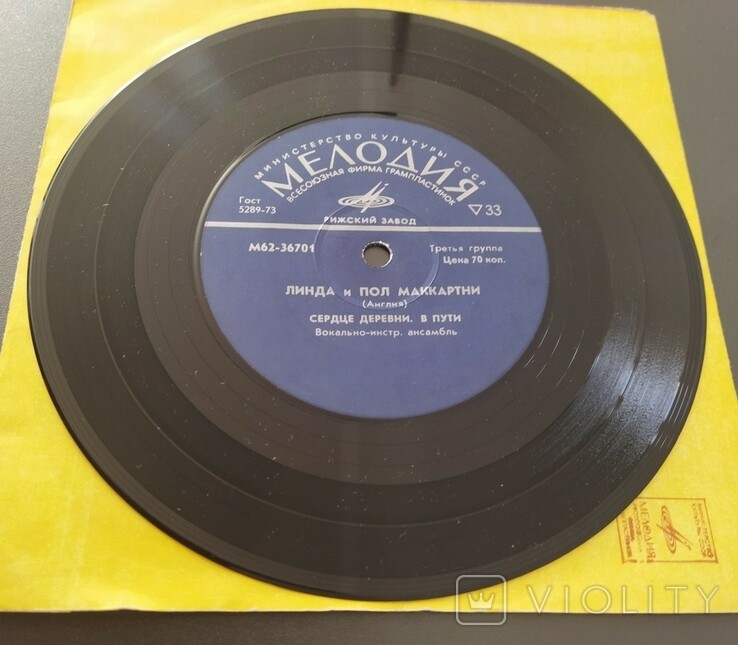 МИНИСТЕРСТВО КУЛЬТУРЫ СССР
МЕЛОДИЯ
ВСЕСОЮЗНАЯ ФИРМА ГРАМПЛАСТИНОК
Гост
5289-73
33
РИЖСКИЙ ЗАВОД
М62-36701
Третья группа
Цена 70 коп.
ЛИНДА и ПОЛ МАККАРТНИ
(Англия)
СЕРДЦЕ ДЕРЕВНИ. В ПУТИ
Вокально-инстр. ансамбль
МЕЛОДИЯ
VIOLITY